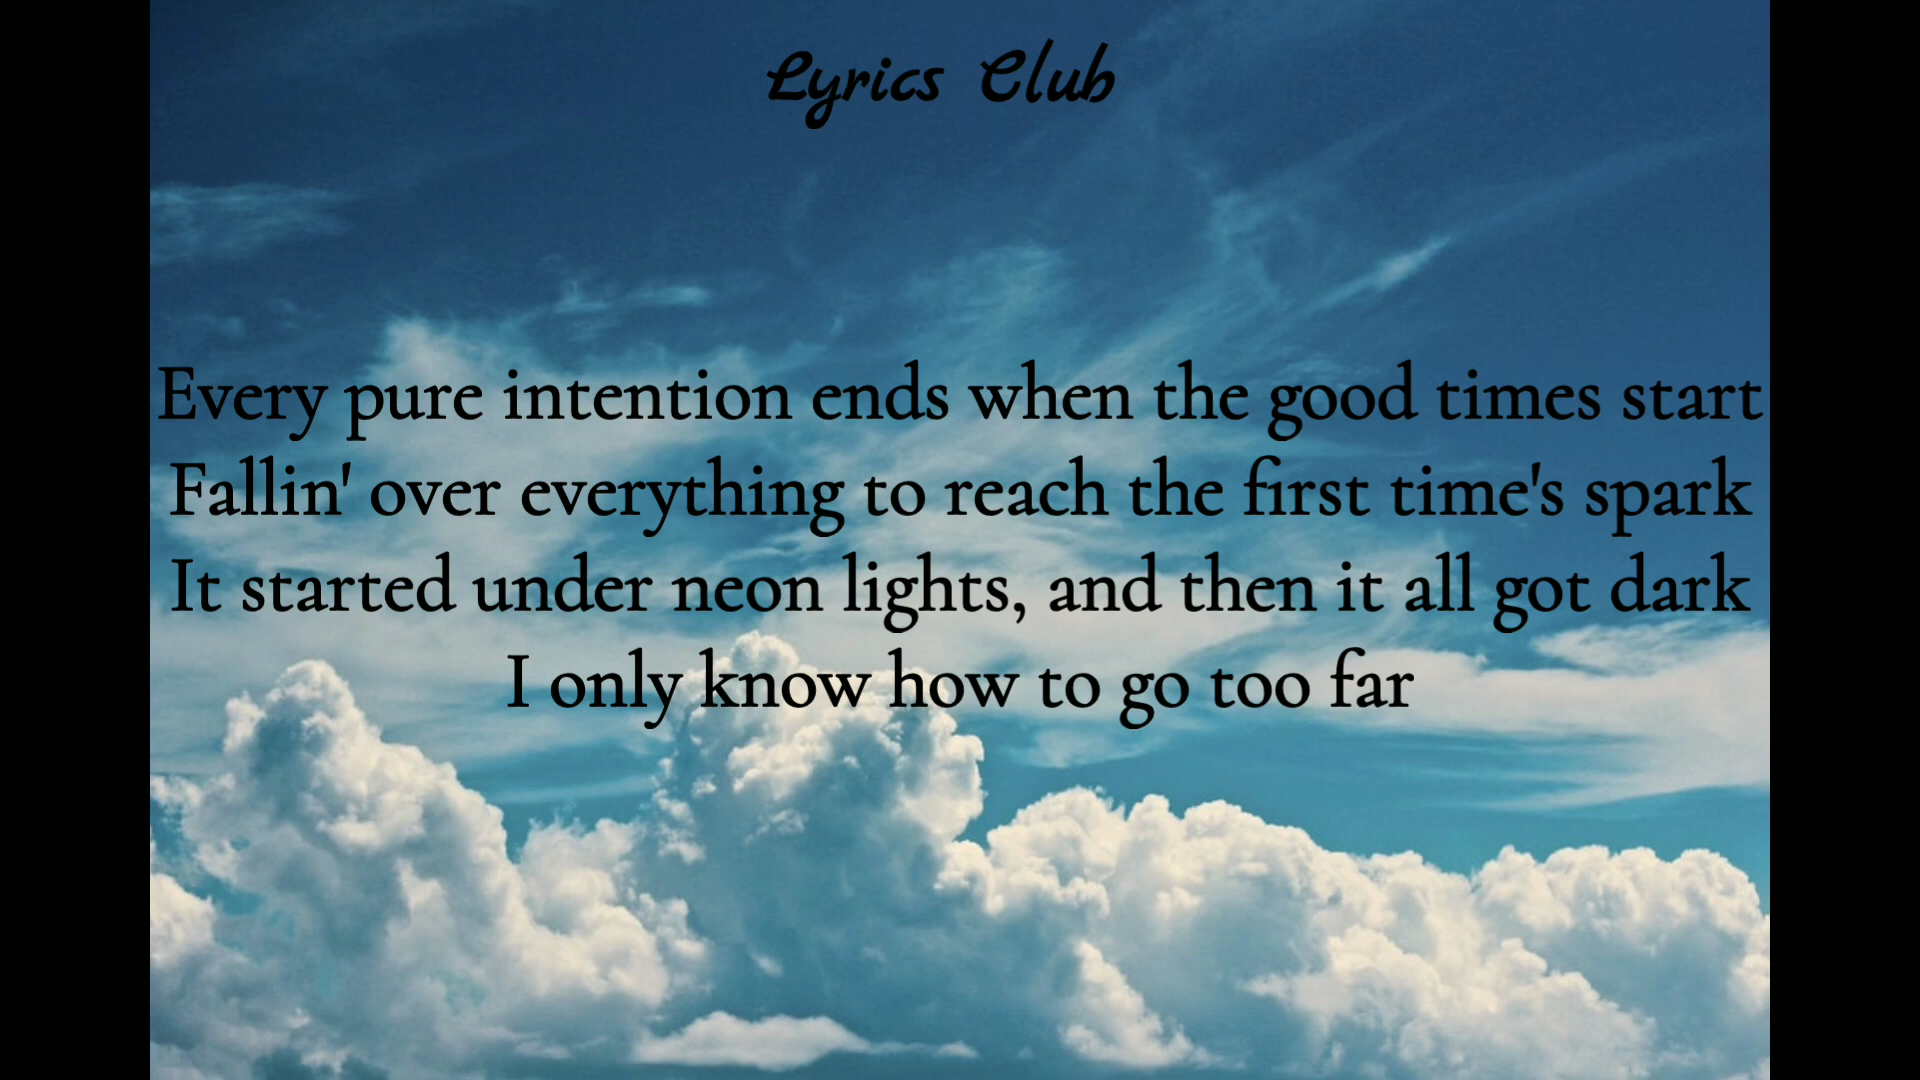 Lyrics Club
Every pure intention ends when the good times start
Fallin' over everything to reach the first time's spark
It started under neon lights, and then it all got dark
I only know how to go too far